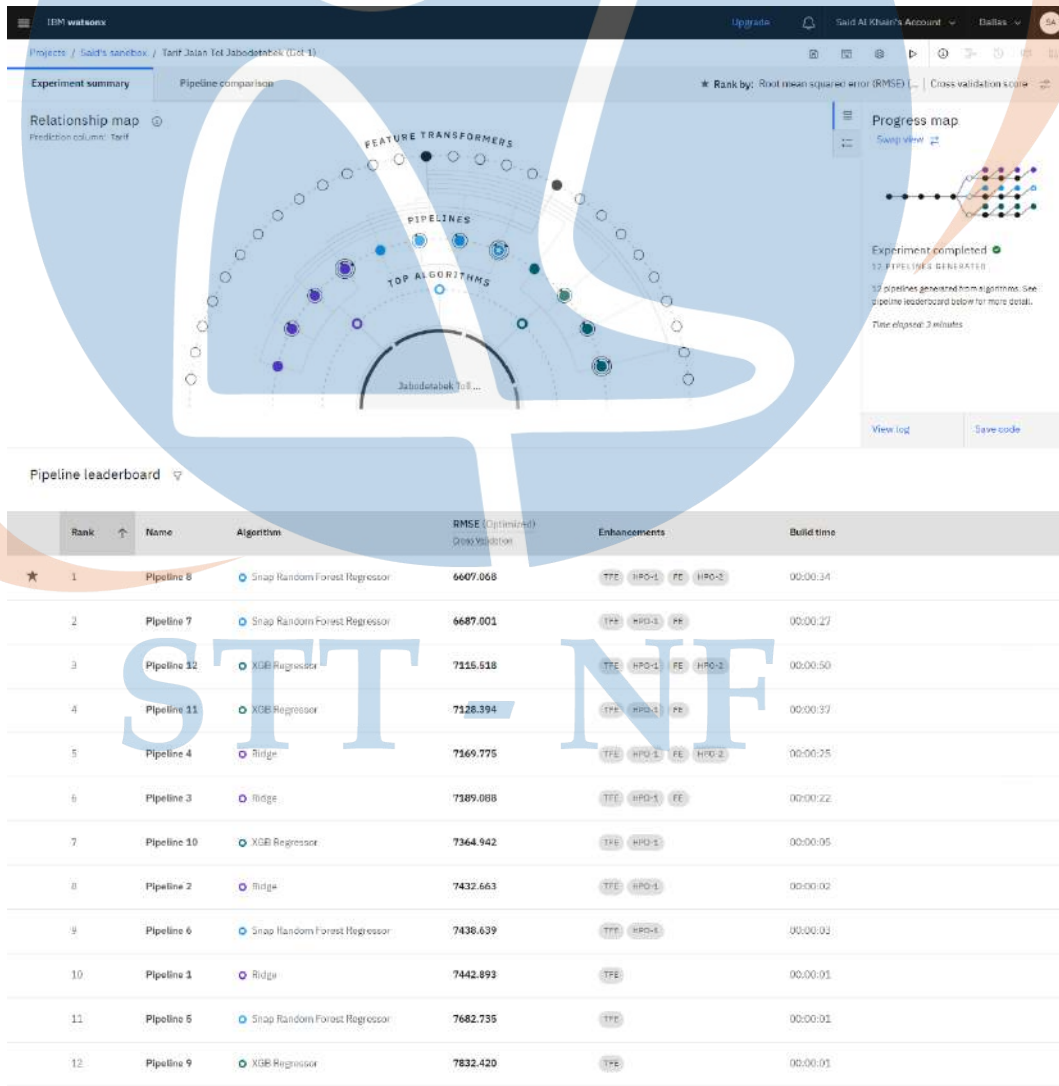 IBM watsonx
Upgrade
Said Al Khairi's Account
Dallas
SA
Projects / Said's sandbox / Tarif Jalan Tol Jabodetabek (Gol 1)
Experiment summary
Pipeline comparison
Rank by: Root mean squared error (RMSE) (... | Cross validation score
Relationship map
Prediction column: Tarif
FEATURE TRANSFORMERS
PIPELINES
TOP ALGORITHMS
Jabodetabek Toll ...
Progress map
Swap view
Experiment completed
12 PIPELINES GENERATED
12 pipelines generated from algorithms. See
pipeline leaderboard below for more detail.
Time elapsed: 3 minutes
View log
Save code
Pipeline leaderboard
Rank Name Algorithm RMSE (Optimized) Enhancements Build time
Cross Validation
1 Pipeline 8 Snap Random Forest Regressor 6607.068 TFE HPO-1 FE HPO-2 00:00:34
2 Pipeline 7 Snap Random Forest Regressor 6687.001 TFE HPO-1 FE 00:00:27
3 Pipeline 12 XGB Regressor 7115.518 TFE HPO-1 FE HPO-2 00:00:50
4 Pipeline 11 XGB Regressor 7128.394 TFE HPO-1 FE 00:00:37
5 Pipeline 4 Ridge 7169.775 TFE HPO-1 FE HPO-2 00:00:25
6 Pipeline 3 Ridge 7189.088 TFE HPO-1 FE 00:00:22
7 Pipeline 10 XGB Regressor 7364.942 TFE HPO-1 00:00:05
8 Pipeline 2 Ridge 7432.663 TFE HPO-1 00:00:02
9 Pipeline 6 Snap Random Forest Regressor 7438.639 TFE HPO-1 00:00:03
10 Pipeline 1 Ridge 7442.893 TFE 00:00:01
11 Pipeline 5 Snap Random Forest Regressor 7682.735 TFE 00:00:01
12 Pipeline 9 XGB Regressor 7832.420 TFE 00:00:01
STT - NF